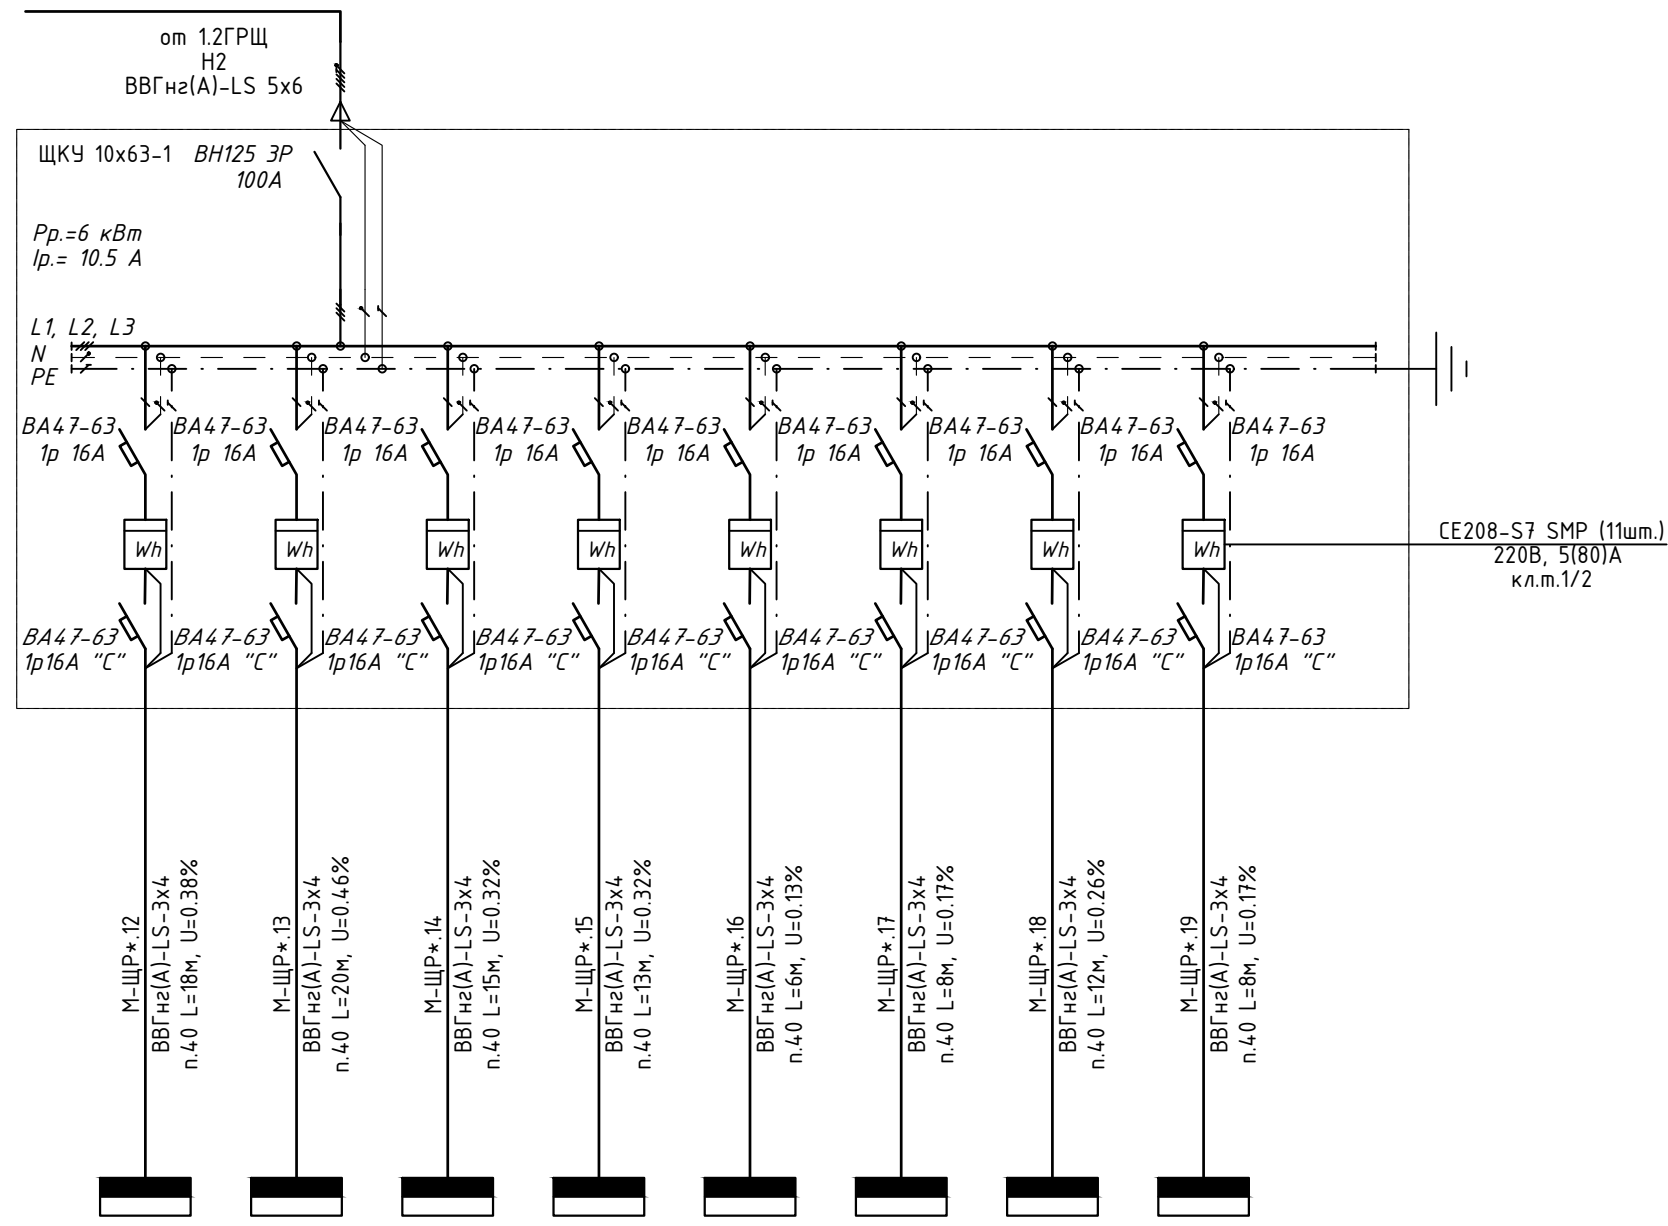 от 1.2ГРЩ
Н2
ВВГнг(А)-LS 5х6
ЩКУ 10х63-1
ВН125 3Р
100А
Рр.=6 кВт
Iр.= 10.5 А
L1, L2, L3
N
PE
ВА47-63
1р 16А
ВА47-63
1р 16А
ВА47-63
1р 16А
ВА47-63
1р 16А
ВА47-63
1р 16А
ВА47-63
1р 16А
ВА47-63
1р 16А
ВА47-63
1р 16А
ВА47-63
1р 16А
Wh
Wh
Wh
Wh
Wh
Wh
Wh
Wh
СЕ208-S7 SMP (11шт.)
220В, 5(80)А
кл.т.1/2
ВА47-63
1р16А "С"
ВА47-63
1р16А "С"
ВА47-63
1р16А "С"
ВА47-63
1р16А "С"
ВА47-63
1р16А "С"
ВА47-63
1р16А "С"
ВА47-63
1р16А "С"
ВА47-63
1р16А "С"
ВА47-63
1р16А "С"
М-ЩР*.12
ВВГнг(А)-LS-3х4
п.40 L=18м, U=0.38%
М-ЩР*.13
ВВГнг(А)-LS-3х4
п.40 L=20м, U=0.46%
М-ЩР*.14
ВВГнг(А)-LS-3х4
п.40 L=15м, U=0.32%
М-ЩР*.15
ВВГнг(А)-LS-3х4
п.40 L=13м, U=0.32%
М-ЩР*.16
ВВГнг(А)-LS-3х4
п.40 L=6м, U=0.13%
М-ЩР*.17
ВВГнг(А)-LS-3х4
п.40 L=8м, U=0.17%
М-ЩР*.18
ВВГнг(А)-LS-3х4
п.40 L=12м, U=0.26%
М-ЩР*.19
ВВГнг(А)-LS-3х4
п.40 L=8м, U=0.17%